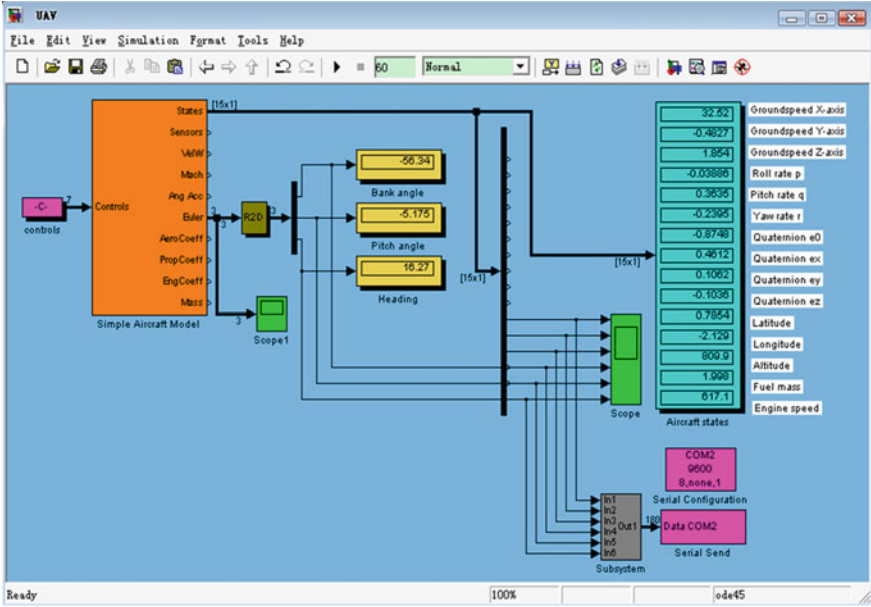 UAV
File Edit View Simulation Format Tools Help
60 Normal
States
[15x1]
Sensors
VelW
Mach
Ang Acc
Euler
AeroCoeff
PropCoeff
EngCoeff
Mass
Controls
Simple Aircraft Model
-C-
7
controls
3
3
R2D
3
3
Scope1
-56.34
Bank angle
-5.175
Pitch angle
16.27
Heading
[15x1]
[15x1]
Scope
32.52
-0.4827
1.854
-0.03886
0.3635
-0.2395
-0.8748
0.4612
0.1062
-0.1036
0.7854
-2.129
809.9
1.998
617.1
Aircraft states
Groundspeed X-axis
Groundspeed Y-axis
Groundspeed Z-axis
Roll rate p
Pitch rate q
Yaw rate r
Quaternion e0
Quaternion ex
Quaternion ey
Quaternion ez
Latitude
Longitude
Altitude
Fuel mass
Engine speed
COM2
9600
8,none,1
Serial Configuration
In1
In2
In3
In4
In5
In6
Out1
Subsystem
180
Data COM2
Serial Send
Ready 100% ode45